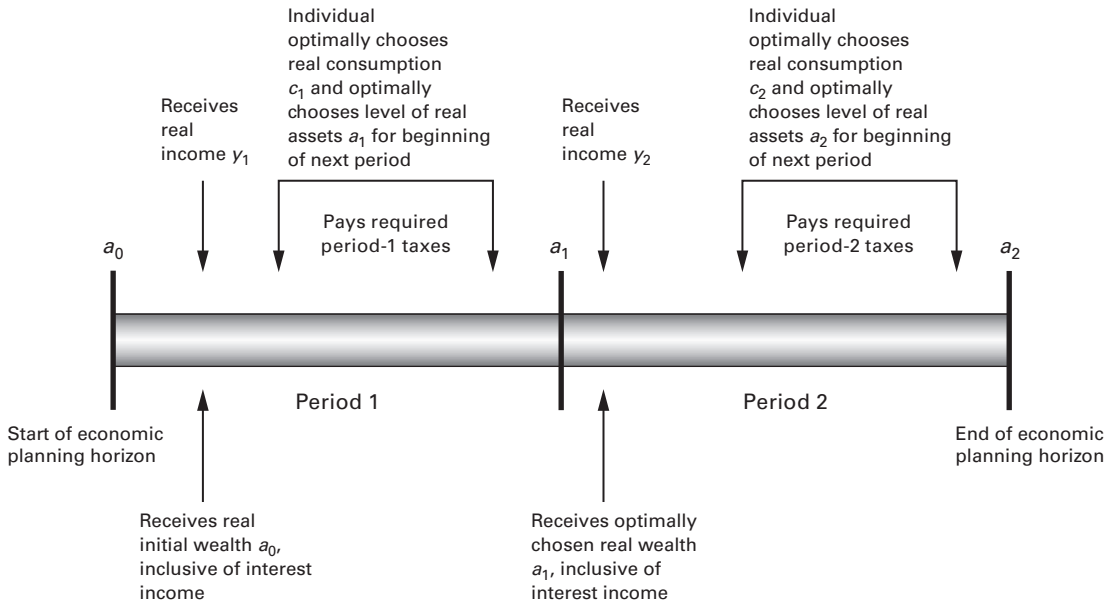 Individual
optimally chooses
real consumption
c₁ and optimally
chooses level of real
assets a₁ for beginning
of next period
Individual
optimally chooses
real consumption
c₂ and optimally
chooses level of real
assets a₂ for beginning
of next period
Receives
real
income y₁
Receives
real
income y₂
Pays required
period-1 taxes
Pays required
period-2 taxes
a₀
a₁
a₂
Period 1
Period 2
Start of economic
planning horizon
End of economic
planning horizon
Receives real
initial wealth a₀,
inclusive of interest
income
Receives optimally
chosen real wealth
a₁, inclusive of
interest income